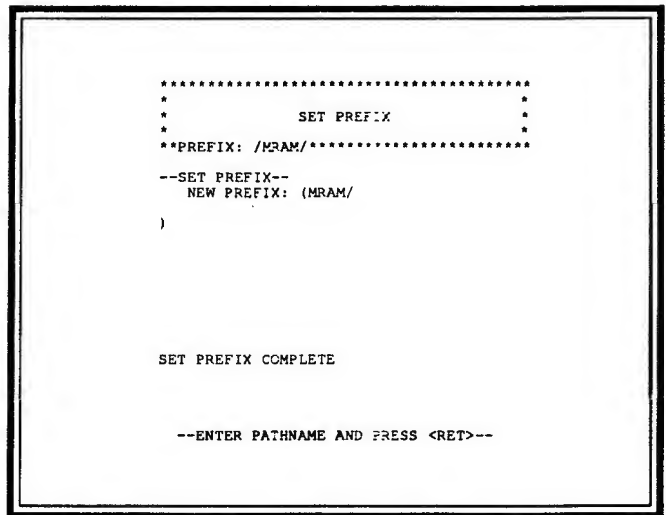 ***************************************
* *
* SET PREFIX *
* *
**PREFIX: /MRAM/***********************
--SET PREFIX--
NEW PREFIX: (MRAM/
)
SET PREFIX COMPLETE
--ENTER PATHNAME AND PRESS <RET>--